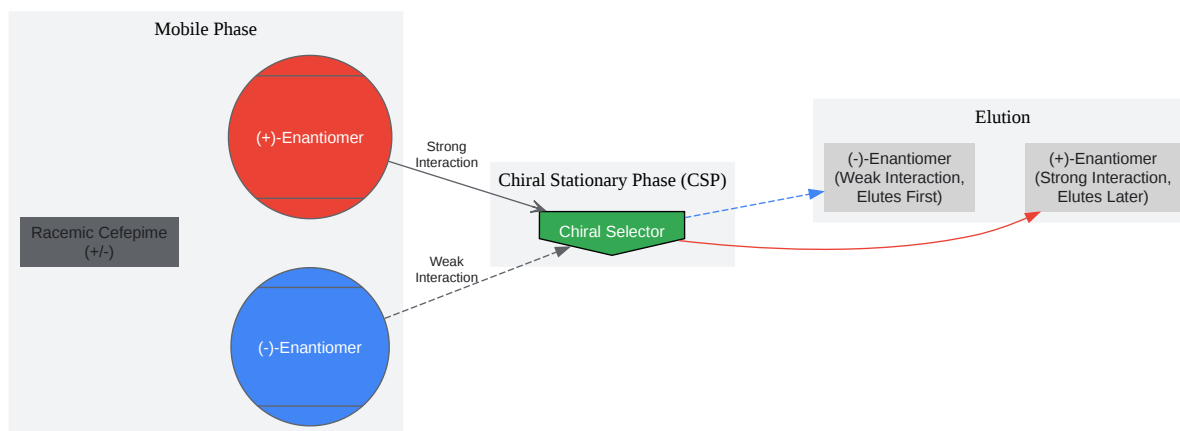 Mobile Phase
(+)-Enantiomer
Racemic Cefepime
(+/-)
(-)-Enantiomer
Strong
Interaction
Weak
Interaction
Chiral Stationary Phase (CSP)
Chiral Selector
Elution
(-)-Enantiomer
(Weak Interaction,
Elutes First)
(+)-Enantiomer
(Strong Interaction,
Elutes Later)